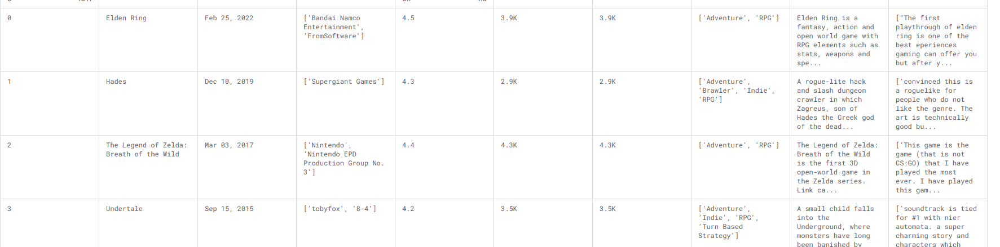 0
Elden Ring
Feb 25, 2022
['Bandai Namco
Entertainment',
'FromSoftware']
4.5
3.9K
3.9K
['Adventure', 'RPG']
Elden Ring is a
fantasy, action and
open world game with
RPG elements such as
stats, weapons and
spe...
["The first
playthrough of elden
ring is one of the
best eperiences
gaming can offer you
but after y...
1
Hades
Dec 10, 2019
['Supergiant Games']
4.3
2.9K
2.9K
['Adventure',
'Brawler', 'Indie',
'RPG']
A rogue-lite hack
and slash dungeon
crawler in which
Zagreus, son of
Hades the Greek god
of the dead...
['convinced this is
a roguelike for
people who do not
like the genre. The
art is technically
good bu...
2
The Legend of Zelda:
Breath of the Wild
Mar 03, 2017
['Nintendo',
'Nintendo EPD
Production Group No.
3']
4.4
4.3K
4.3K
['Adventure', 'RPG']
The Legend of Zelda:
Breath of the Wild
is the first 3D
open-world game in
the Zelda series.
Link ca...
['This game is the
game (that is not
CS:GO) that I have
played the most
ever. I have played
this gam...
3
Undertale
Sep 15, 2015
['tobyfox', '8-4']
4.2
3.5K
3.5K
['Adventure',
'Indie', 'RPG',
'Turn Based
Strategy']
A small child falls
into the
Underground, where
monsters have long
been banished by
['soundtrack is tied
for #1 with nier
automata. a super
charming story and
characters which